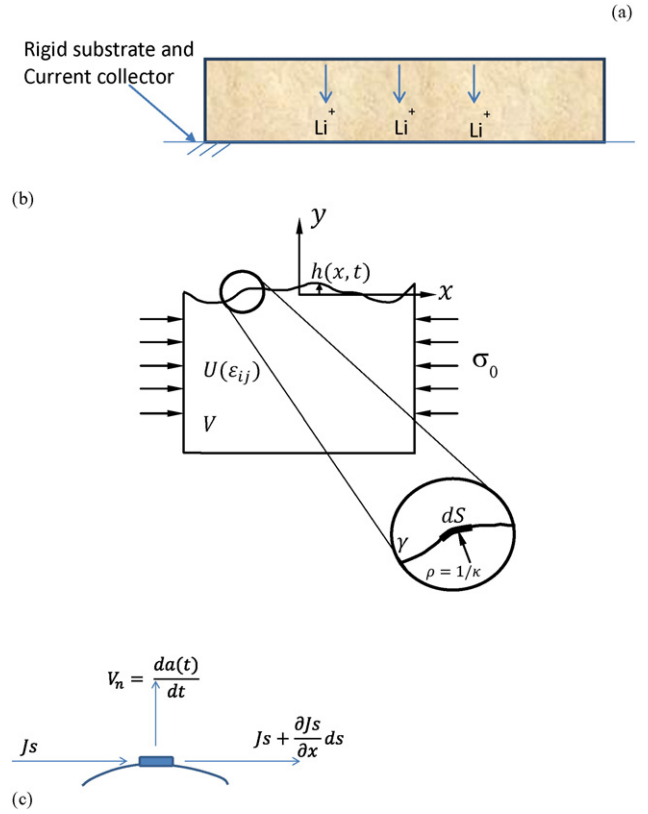 (a)
Rigid substrate and
Current collector
Li⁺ Li⁺ Li⁺
(b)
y
h(x, t)
x
U(εᵢⱼ)
σ₀
V
dS
γ
ρ = 1/κ
Vₙ = da(t)/dt
Js
Js + ∂Js/∂x ds
(c)